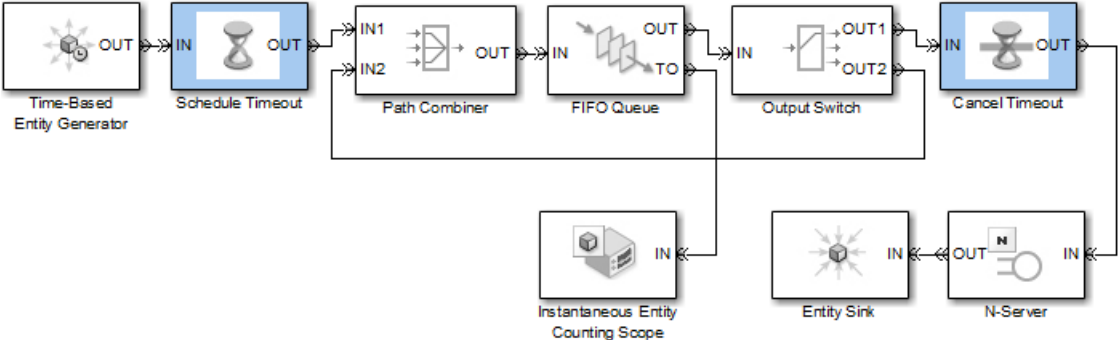 OUT
IN
OUT
IN1
IN2
OUT
IN
OUT
TO
IN
OUT1
OUT2
IN
OUT
Time-Based
Entity Generator
Schedule Timeout
Path Combiner
FIFO Queue
Output Switch
Cancel Timeout
IN
IN
OUT
N
IN
Instantaneous Entity
Counting Scope
Entity Sink
N-Server